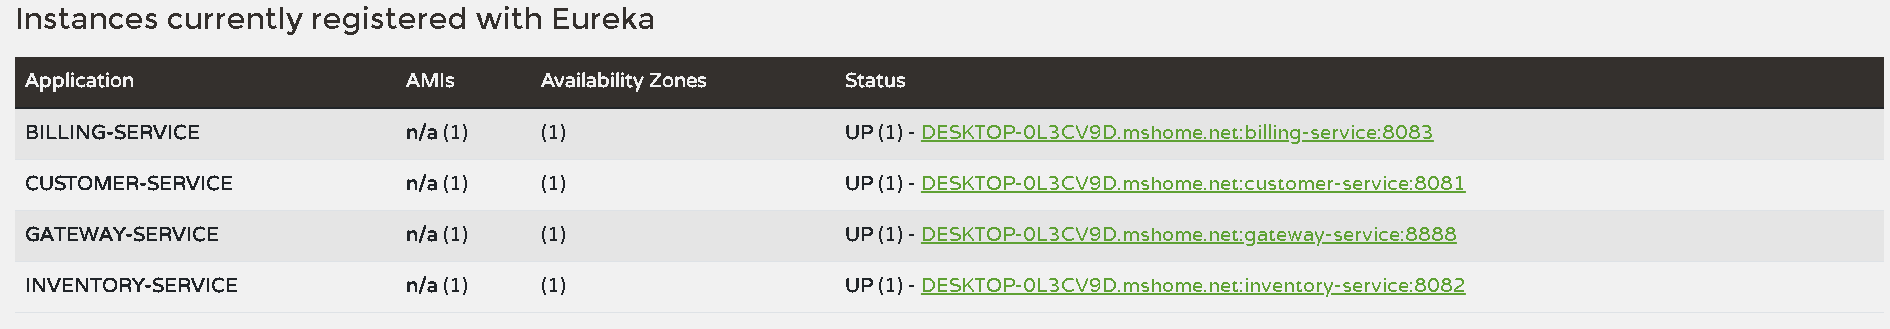 Instances currently registered with Eureka
Application AMIs Availability Zones Status
BILLING-SERVICE n/a (1) (1) UP (1) - DESKTOP-0L3CV9D.mshome.net:billing-service:8083
CUSTOMER-SERVICE n/a (1) (1) UP (1) - DESKTOP-0L3CV9D.mshome.net:customer-service:8081
GATEWAY-SERVICE n/a (1) (1) UP (1) - DESKTOP-0L3CV9D.mshome.net:gateway-service:8888
INVENTORY-SERVICE n/a (1) (1) UP (1) - DESKTOP-0L3CV9D.mshome.net:inventory-service:8082